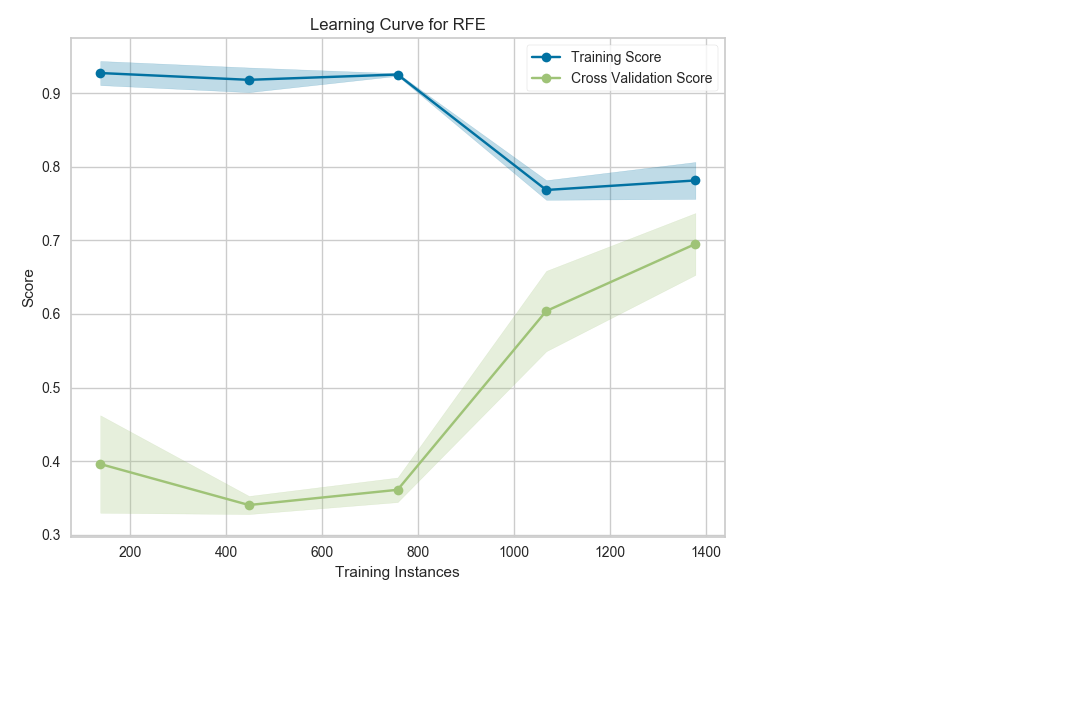 Learning Curve for RFE
Training Score
Cross Validation Score
Score
0.9
0.8
0.7
0.6
0.5
0.4
0.3
200 400 600 800 1000 1200 1400
Training Instances